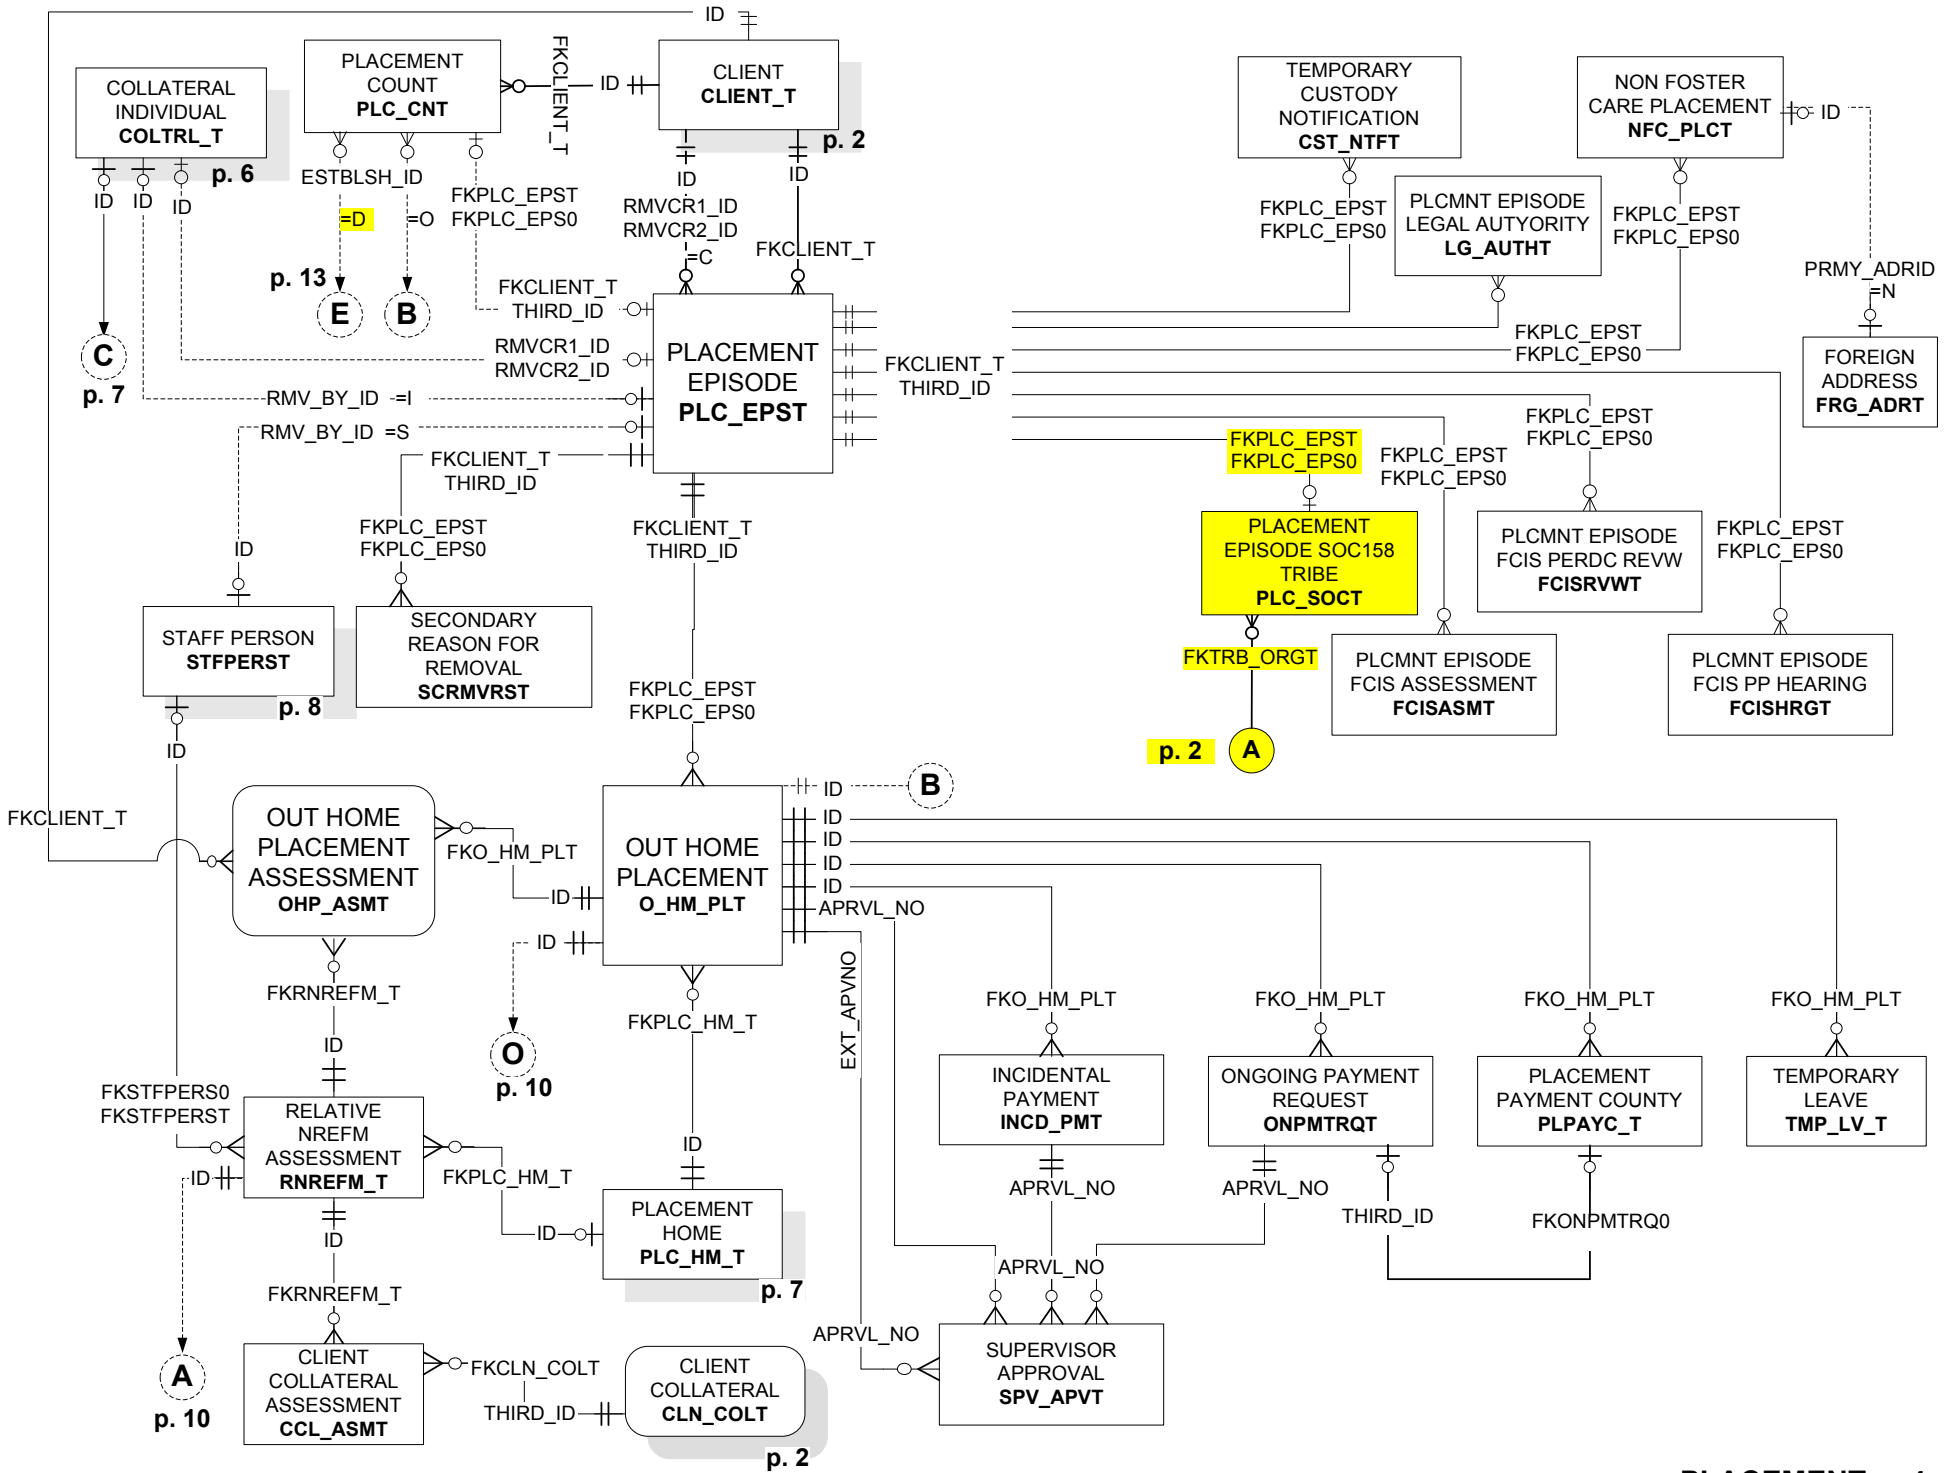 ID
COLLATERAL
INDIVIDUAL
COLTRL_T
p. 6
PLACEMENT
COUNT
PLC_CNT
FKCLIENT_T
ID
CLIENT
CLIENT_T
p. 2
TEMPORARY
CUSTODY
NOTIFICATION
CST_NTFT
NON FOSTER
CARE PLACEMENT
NFC_PLCT
ID
ID
ID
ID
ESTBLSH_ID
=D
=O
FKPLC_EPST
FKPLC_EPS0
ID
RMVCR1_ID
RMVCR2_ID
=C
ID
FKCLIENT_T
FKPLC_EPST
FKPLC_EPS0
PLCMNT EPISODE
LEGAL AUTYORITY
LG_AUTHT
FKPLC_EPST
FKPLC_EPS0
PRMY_ADRID
=N
p. 13
E
B
C
p. 7
FKCLIENT_T
THIRD_ID
RMVCR1_ID
RMVCR2_ID
RMV_BY_ID =I
RMV_BY_ID =S
FKCLIENT_T
THIRD_ID
PLACEMENT
EPISODE
PLC_EPST
FKCLIENT_T
THIRD_ID
FKPLC_EPST
FKPLC_EPS0
FOREIGN
ADDRESS
FRG_ADRT
FKPLC_EPST
FKPLC_EPS0
FKPLC_EPST
FKPLC_EPS0
FKPLC_EPST
FKPLC_EPS0
FKPLC_EPST
FKPLC_EPS0
FKPLC_EPST
FKPLC_EPS0
ID
FKCLIENT_T
THIRD_ID
PLACEMENT
EPISODE SOC158
TRIBE
PLC_SOCT
PLCMNT EPISODE
FCIS PERDC REVW
FCISRVWT
STAFF PERSON
STFPERST
p. 8
SECONDARY
REASON FOR
REMOVAL
SCRMVRST
FKTRB_ORGT
PLCMNT EPISODE
FCIS ASSESSMENT
FCISASMT
PLCMNT EPISODE
FCIS PP HEARING
FCISHRGT
FKPLC_EPST
FKPLC_EPS0
p. 2
A
ID
FKCLIENT_T
OUT HOME
PLACEMENT
ASSESSMENT
OHP_ASMT
FKO_HM_PLT
ID
OUT HOME
PLACEMENT
O_HM_PLT
ID
B
ID
ID
ID
ID
APRVL_NO
EXT_APVNO
ID
O
p. 10
FKRNREFM_T
ID
FKPLC_HM_T
FKO_HM_PLT
FKO_HM_PLT
FKO_HM_PLT
FKO_HM_PLT
INCIDENTAL
PAYMENT
INCD_PMT
ONGOING PAYMENT
REQUEST
ONPMTRQT
PLACEMENT
PAYMENT COUNTY
PLPAYC_T
TEMPORARY
LEAVE
TMP_LV_T
FKSTFPERS0
FKSTFPERST
RELATIVE
NREFM
ASSESSMENT
RNREFM_T
ID
FKPLC_HM_T
ID
ID
PLACEMENT
HOME
PLC_HM_T
p. 7
APRVL_NO
APRVL_NO
THIRD_ID
FKONPMTRQ0
ID
FKRNREFM_T
APRVL_NO
APRVL_NO
A
p. 10
CLIENT
COLLATERAL
ASSESSMENT
CCL_ASMT
FKCLN_COLT
THIRD_ID
CLIENT
COLLATERAL
CLN_COLT
p. 2
SUPERVISOR
APPROVAL
SPV_APVT